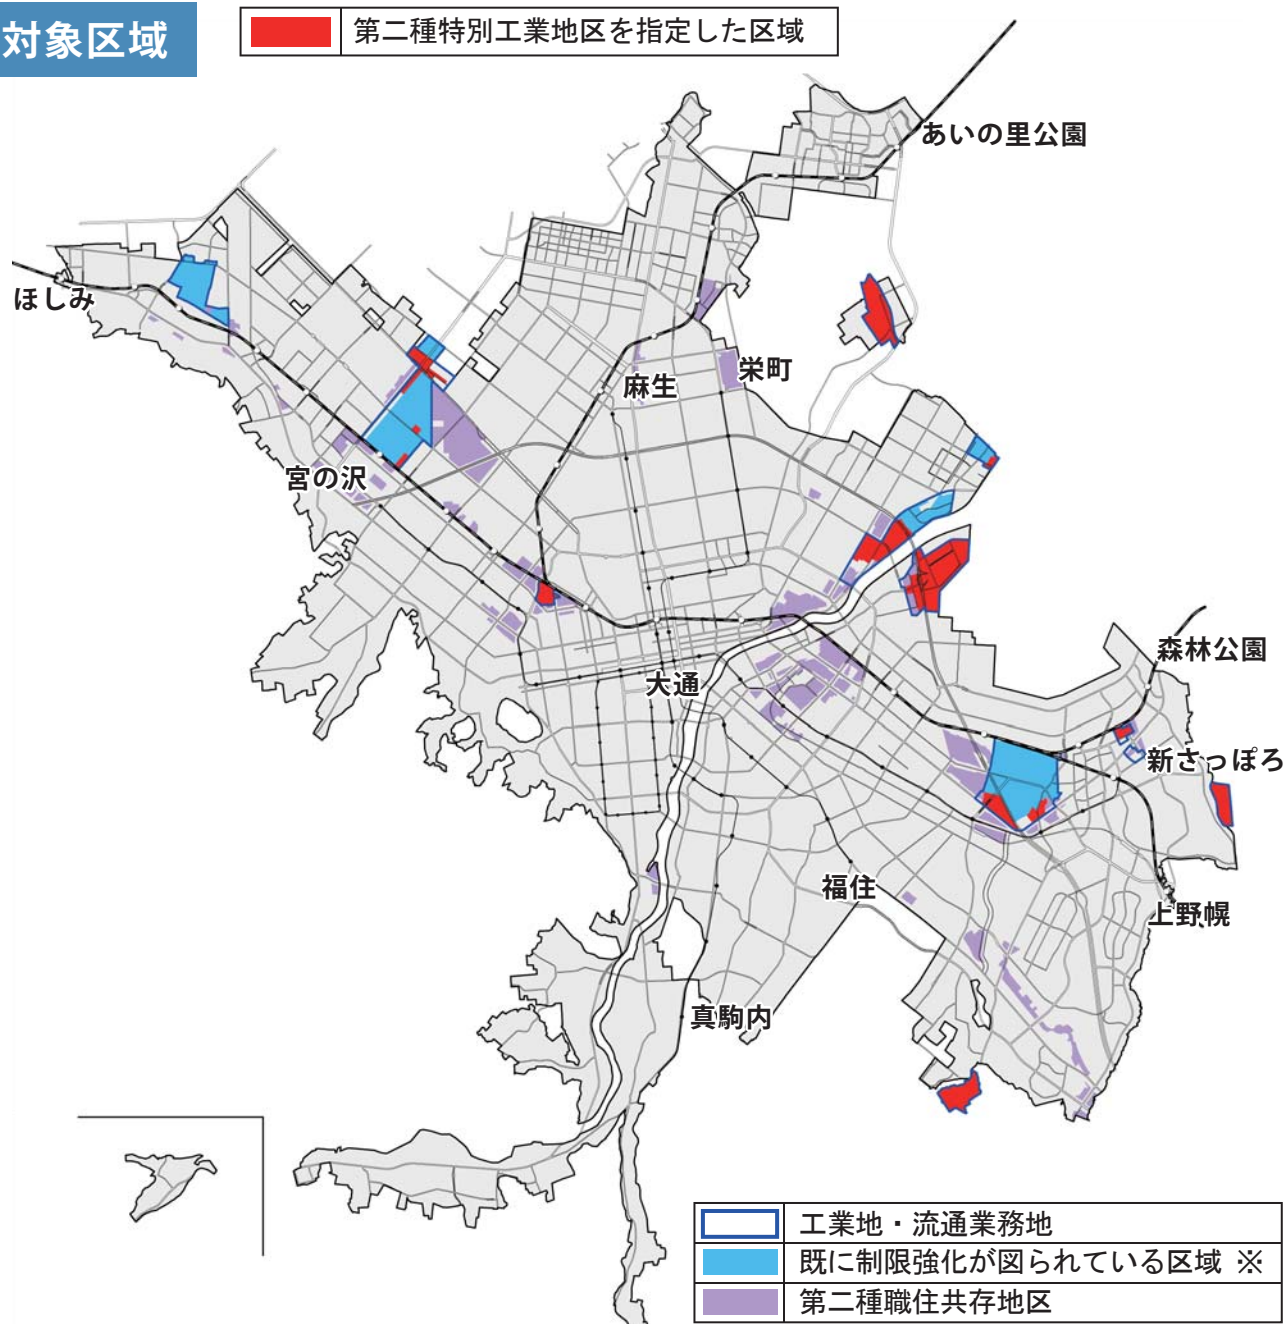 対象区域
第二種特別工業地区を指定した区域
あいの里公園
ほしみ
栄町
麻生
宮の沢
森林公園
大通
新さっぽろ
福住
上野幌
真駒内
工業地・流通業務地
既に制限強化が図られている区域 ※
第二種職住共存地区